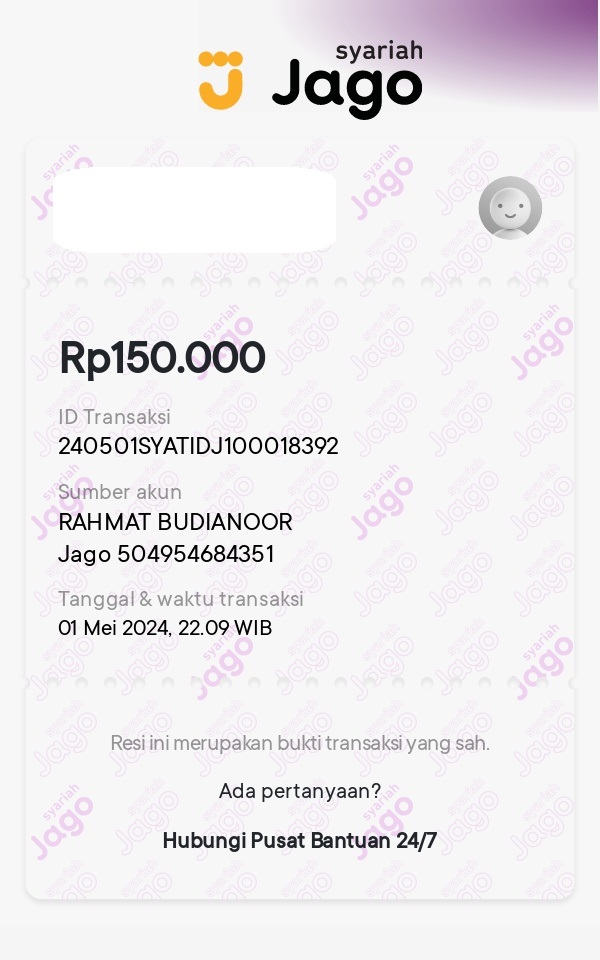 syariah
Jago
Rp150.000
ID Transaksi
240501SYATIDJ100018392
Sumber akun
RAHMAT BUDIANOOR
Jago 504954684351
Tanggal & waktu transaksi
01 Mei 2024, 22.09 WIB
Resi ini merupakan bukti transaksi yang sah.
Ada pertanyaan?
Hubungi Pusat Bantuan 24/7